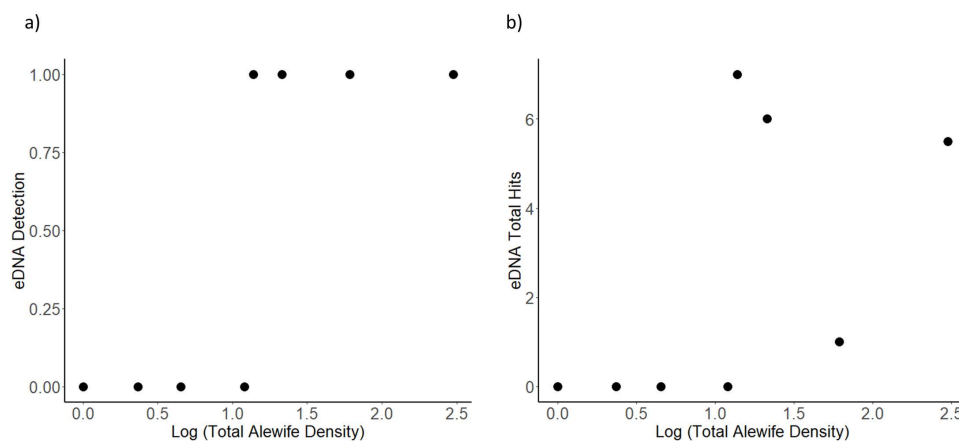 a)
b)
1.00
0.75
0.50
0.25
0.00
eDNA Detection
0.0 0.5 1.0 1.5 2.0 2.5
Log (Total Alewife Density)
6
4
2
0
eDNA Total Hits
0.0 0.5 1.0 1.5 2.0 2.5
Log (Total Alewife Density)